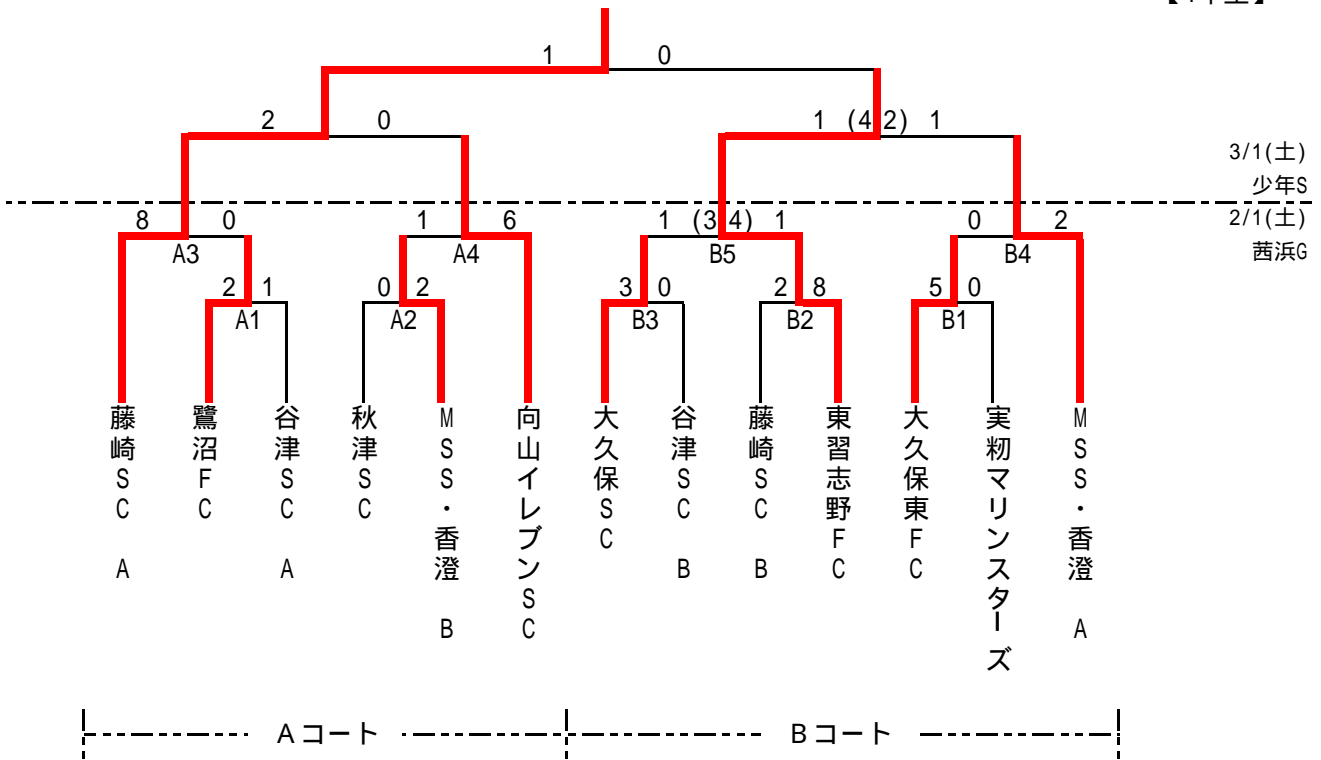 1 0
2 0 1 (4 2) 1
3/1(土)
少年S
8 0 1 6 1 (3 4) 1 0 2 2/1(土)
A3 A4 B5 B4 茜浜G
2 1 0 2 3 0 2 8 5 0
A1 A2 B3 B2 B1
藤崎SC A
鷺沼FC
谷津SC A
秋津SC
MSS・香澄 B
向山イレブンSC
大久保SC
谷津SC B
藤崎SC B
東習志野FC
大久保東FC
実籾マリンスターズ
MSS・香澄 A
Aコート Bコート